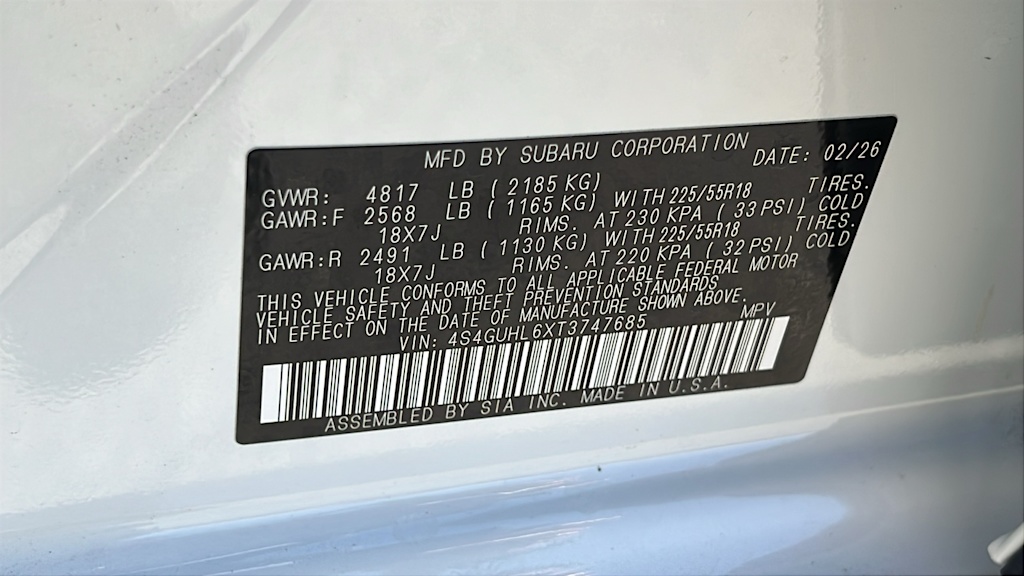 MFD BY SUBARU CORPORATION DATE: 02/26
GVWR: 4817 LB ( 2185 KG)
GAWR:F 2568 LB ( 1165 KG) WITH 225/55R18 TIRES.
18X7J RIMS. AT 230 KPA ( 33 PSI) COLD
GAWR:R 2491 LB ( 1130 KG) WITH 225/55R18 TIRES.
18X7J RIMS. AT 220 KPA ( 32 PSI) COLD
THIS VEHICLE CONFORMS TO ALL APPLICABLE FEDERAL MOTOR
VEHICLE SAFETY AND THEFT PREVENTION STANDARDS
IN EFFECT ON THE DATE OF MANUFACTURE SHOWN ABOVE.
VIN: 4S4GUHL6XT3747685 MPV
ASSEMBLED BY SIA INC. MADE IN U.S.A.